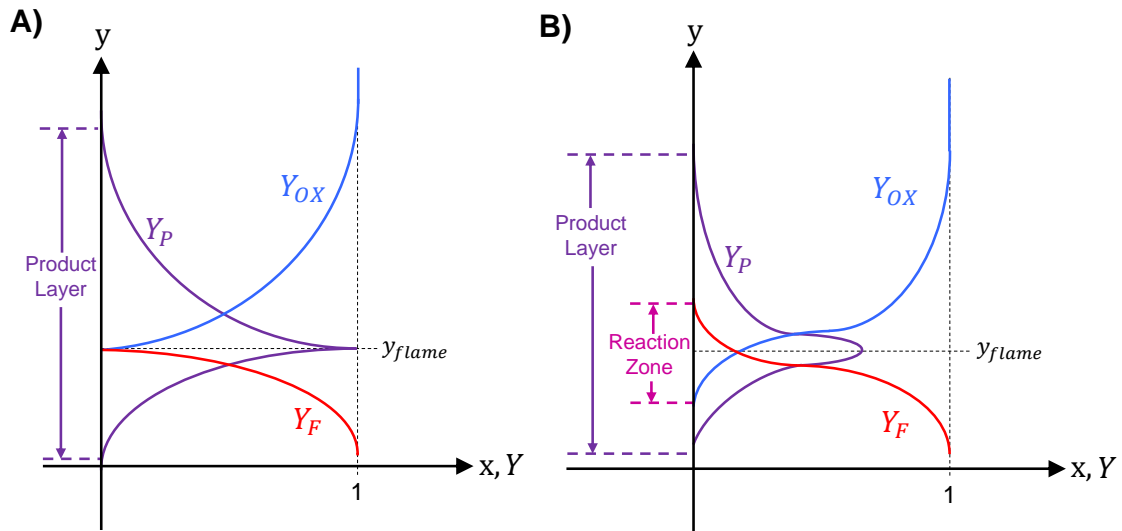 A)
y
Y_OX
Y_P
Product
Layer
y_flame
Y_F
x, Y
1
B)
y
Y_OX
Product
Layer
Y_P
Reaction
Zone
y_flame
Y_F
x, Y
1